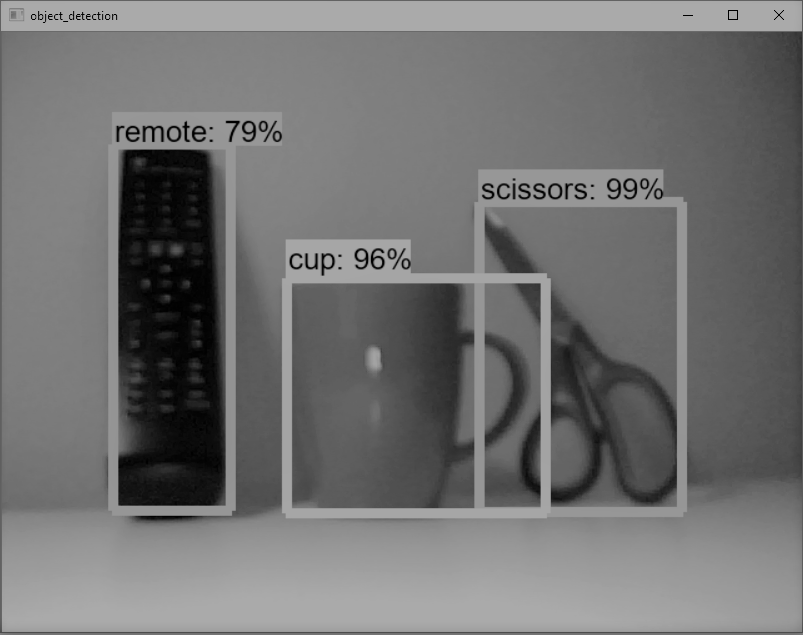 object_detection
remote: 79%
scissors: 99%
cup: 96%